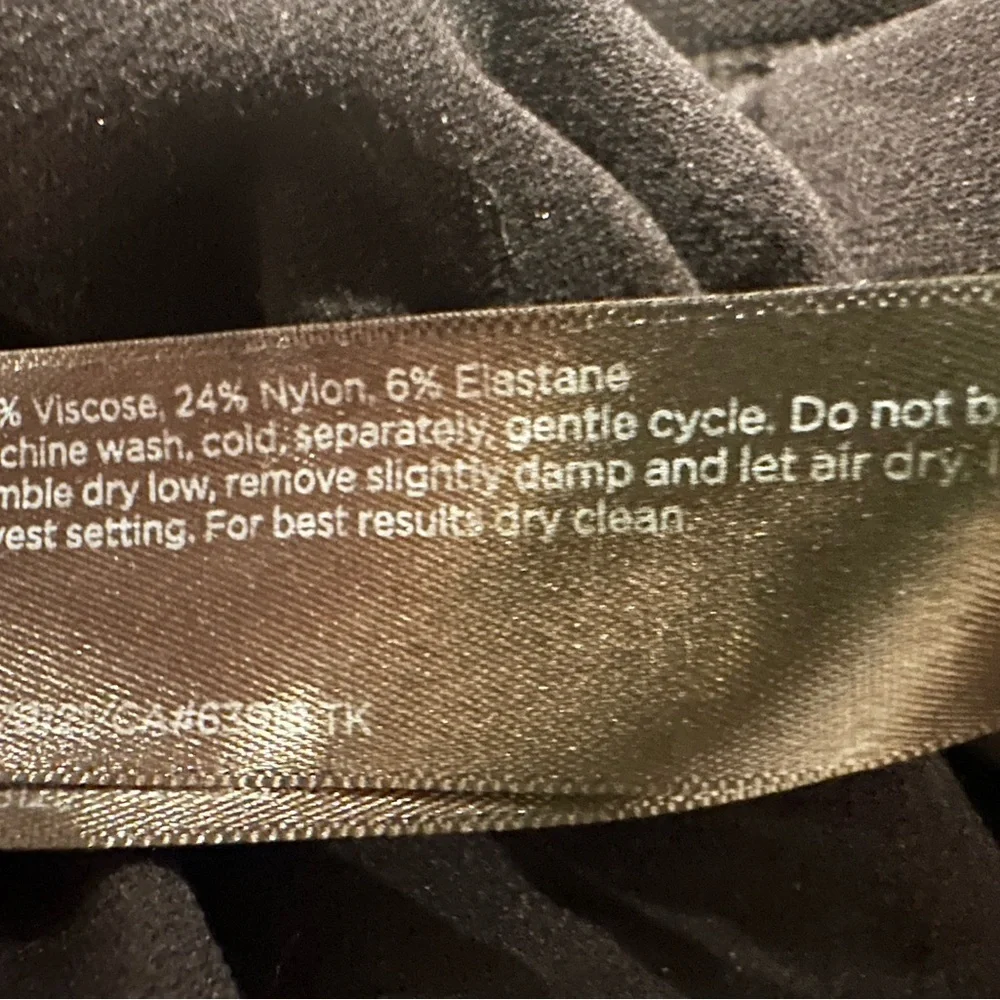 % Viscose, 24% Nylon, 6% Elastane
chine wash, cold, separately, gentle cycle. Do not b
mble dry low, remove slightly damp and let air dry. I
vest setting. For best results dry clean.
TK